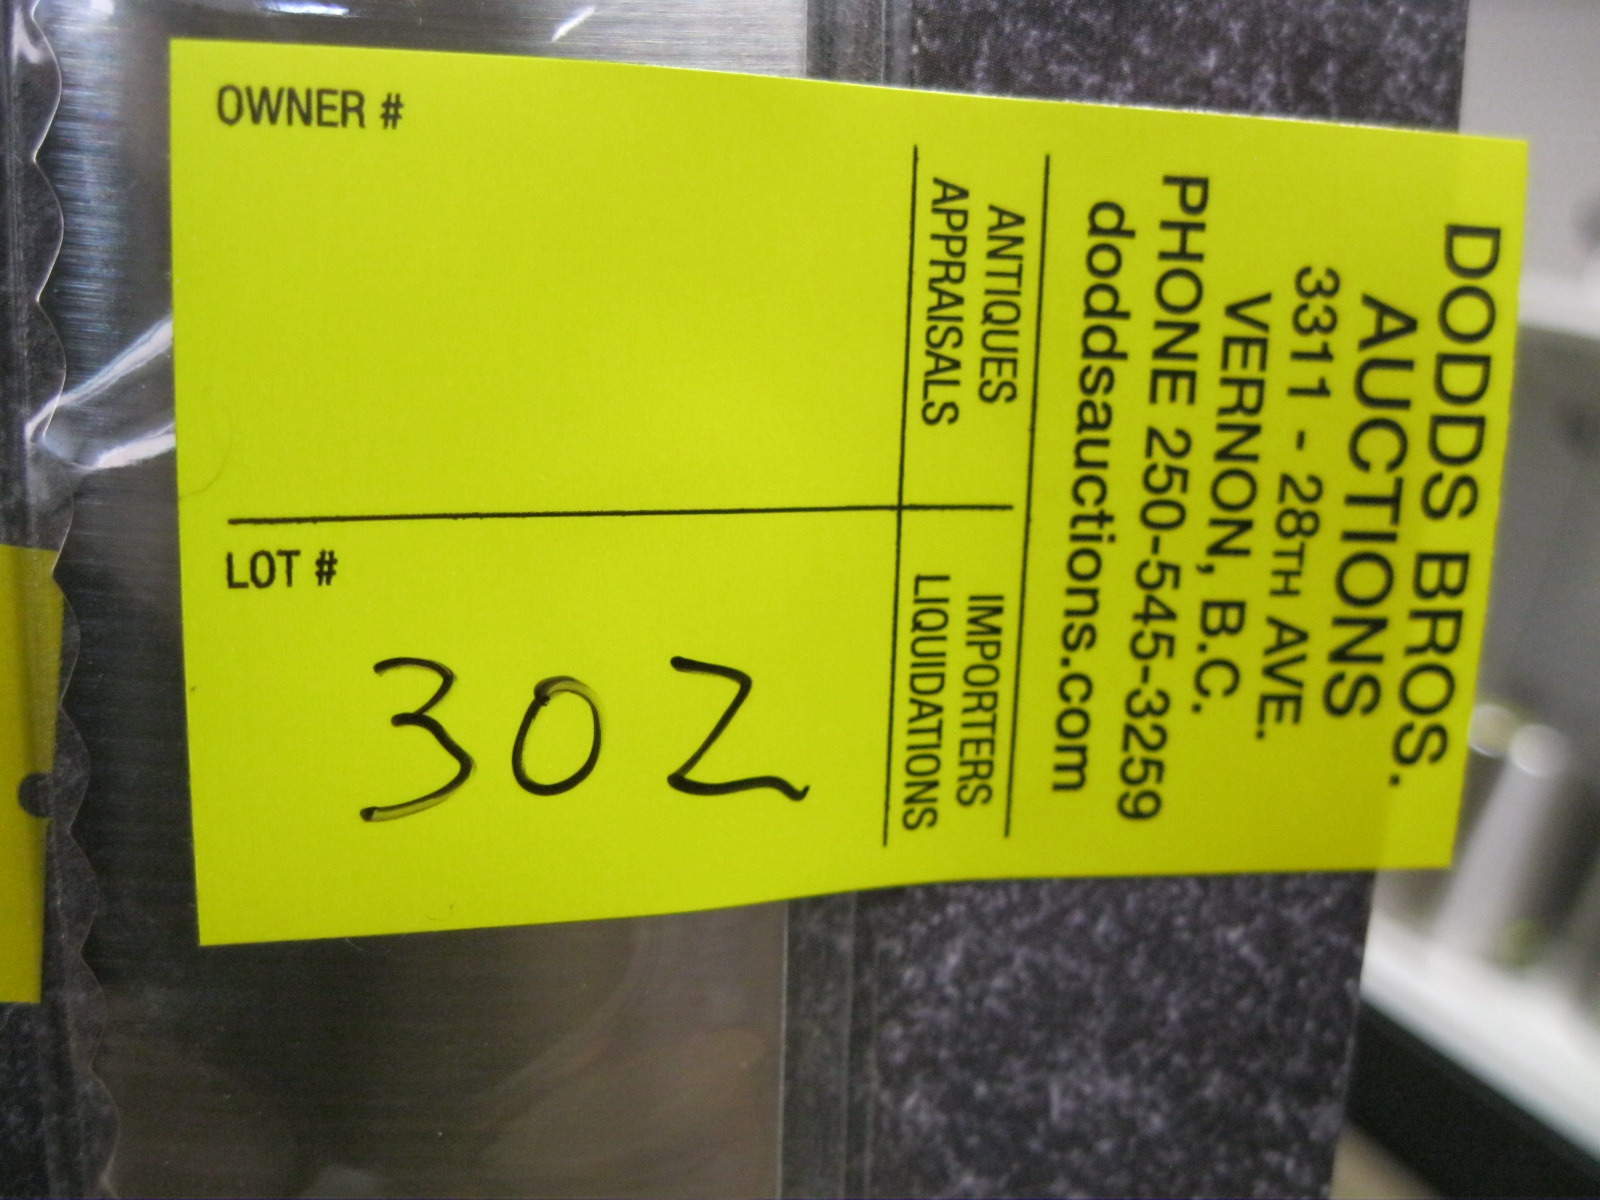 DODDS BROS.
AUCTIONS
3311 - 28TH AVE.
VERNON, B.C.
PHONE 250-545-3259
doddsauctions.com
ANTIQUES
APPRAISALS
IMPORTERS
LIQUIDATIONS
OWNER #
LOT #
302